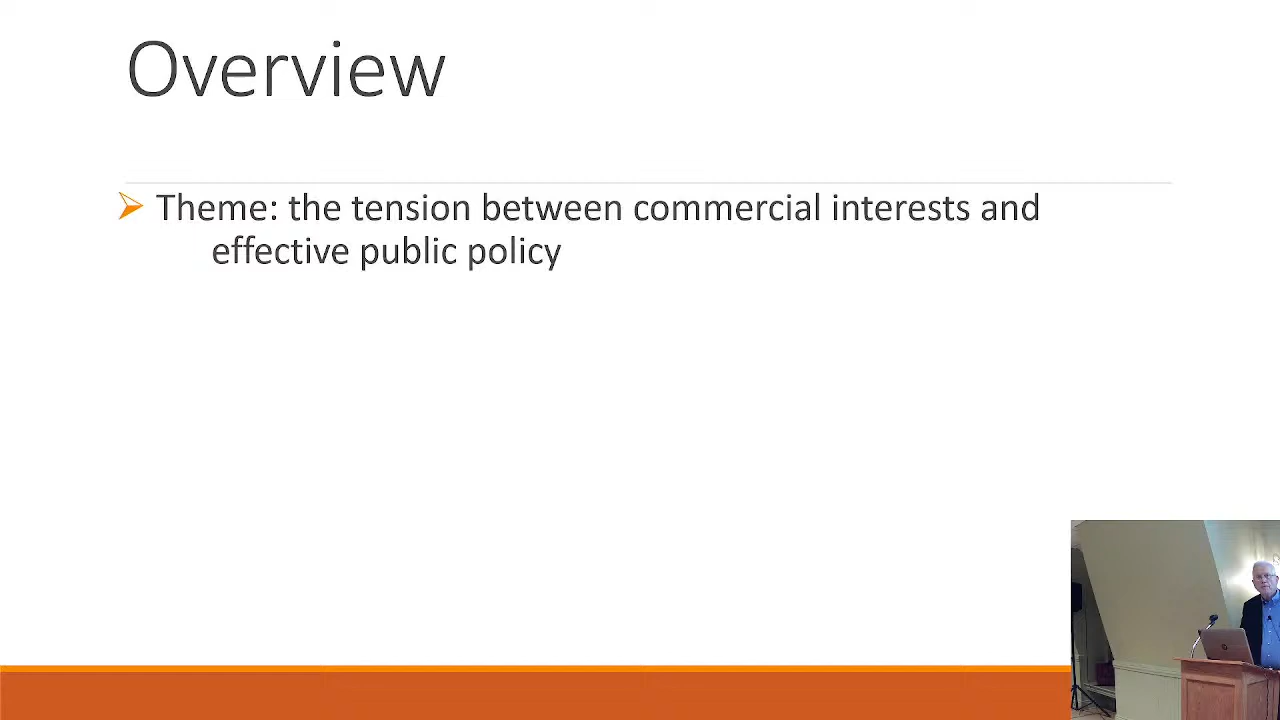 Overview
Theme: the tension between commercial interests and
effective public policy